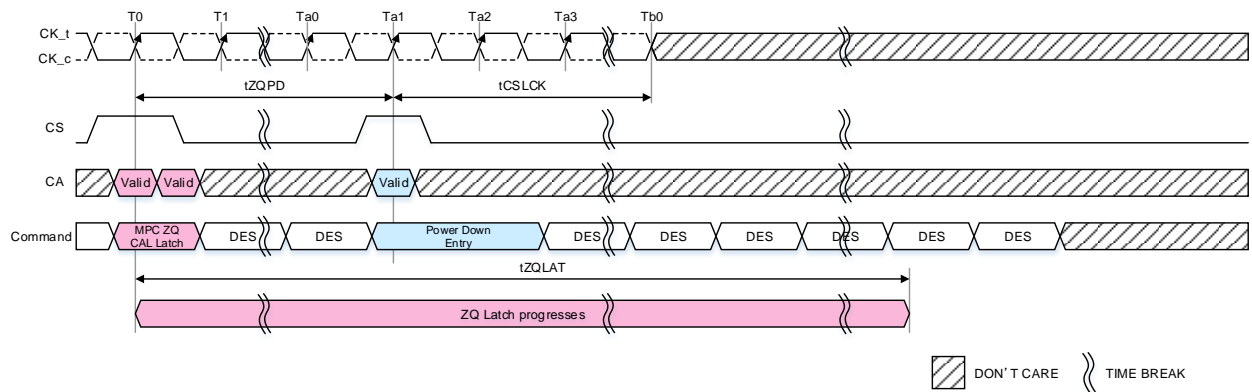 T0 T1 Ta0 Ta1 Ta2 Ta3 Tb0
CK_t
CK_c
tZQPD tCSLCK
CS
CA Valid Valid Valid
Command MPC ZQ CAL Latch DES DES Power Down Entry DES DES DES DES DES DES
tZQLAT
ZQ Latch progresses
DON'T CARE TIME BREAK